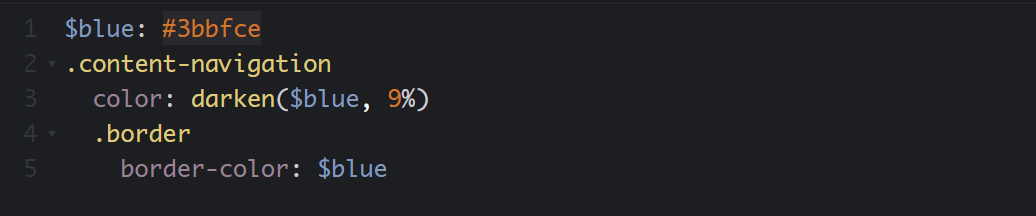 1 $blue: #3bbfce
2 .content-navigation
3 color: darken($blue, 9%)
4 .border
5 border-color: $blue